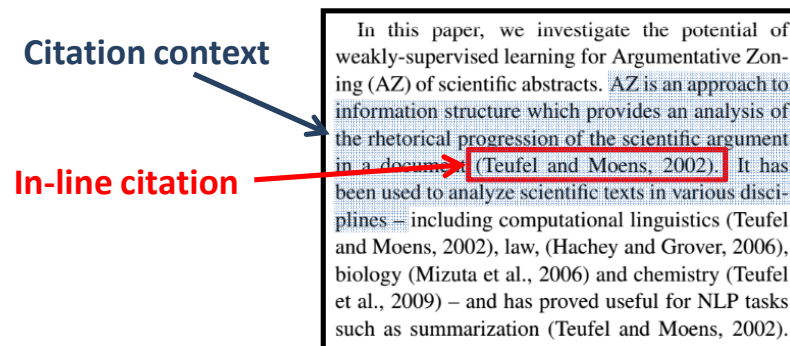 Citation context
In-line citation
In this paper, we investigate the potential of
weakly-supervised learning for Argumentative Zon-
ing (AZ) of scientific abstracts. AZ is an approach to
information structure which provides an analysis of
the rhetorical progression of the scientific argument
in a document (Teufel and Moens, 2002). It has
been used to analyze scientific texts in various disci-
plines – including computational linguistics (Teufel
and Moens, 2002), law, (Hachey and Grover, 2006),
biology (Mizuta et al., 2006) and chemistry (Teufel
et al., 2009) – and has proved useful for NLP tasks
such as summarization (Teufel and Moens, 2002).